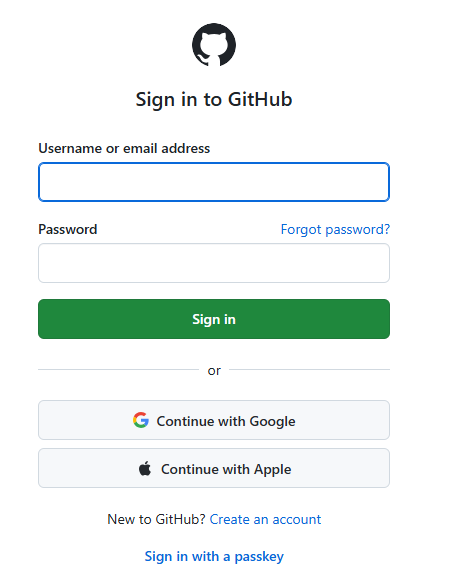 Sign in to GitHub
Username or email address
Password Forgot password?
Sign in
or
Continue with Google
Continue with Apple
New to GitHub? Create an account
Sign in with a passkey